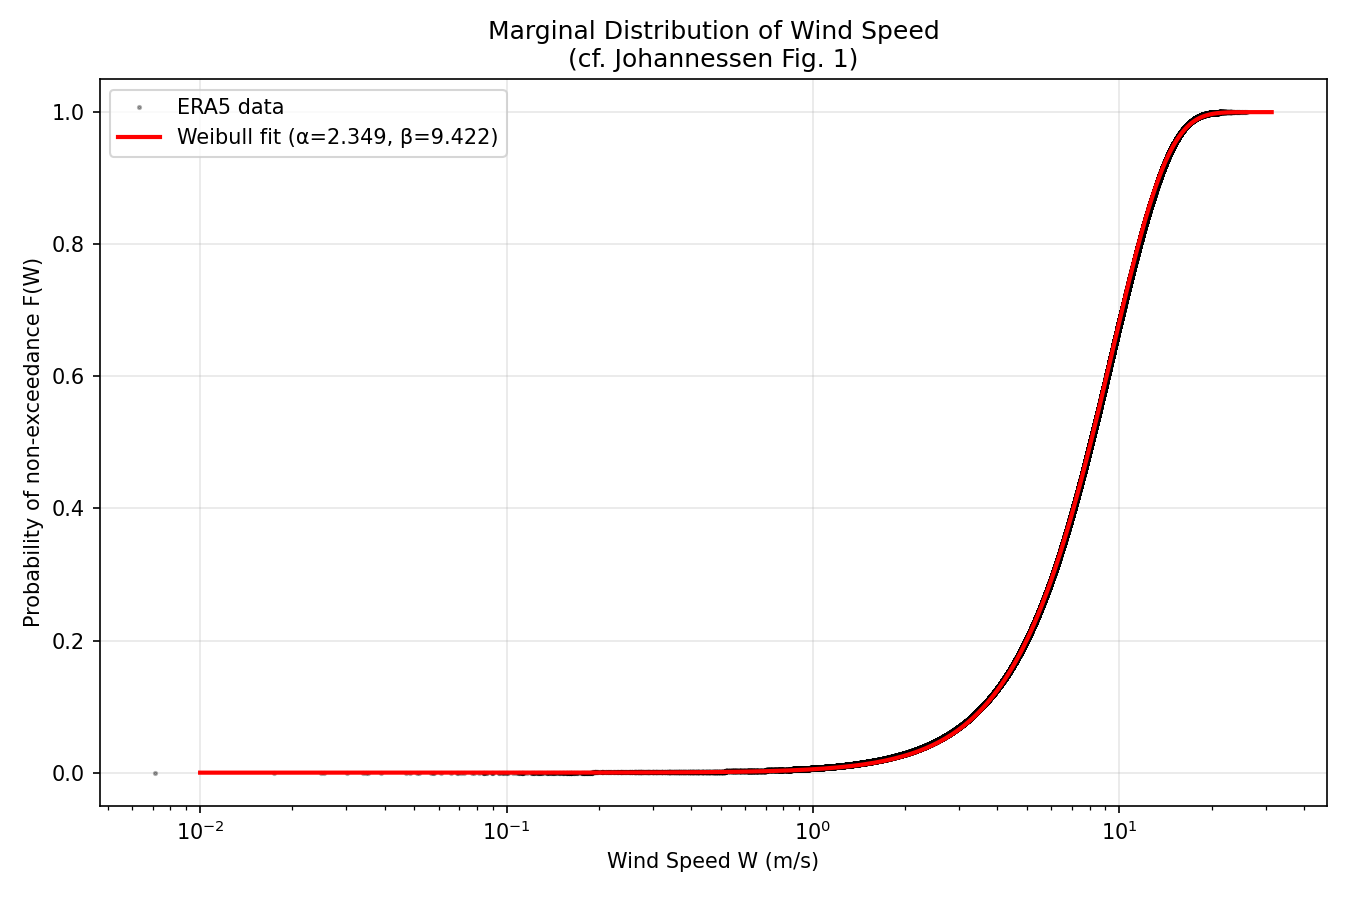 Marginal Distribution of Wind Speed
(cf. Johannessen Fig. 1)
ERA5 data
Weibull fit (α=2.349, β=9.422)
Probability of non-exceedance F(W)
1.0
0.8
0.6
0.4
0.2
0.0
10⁻² 10⁻¹ 10⁰ 10¹
Wind Speed W (m/s)